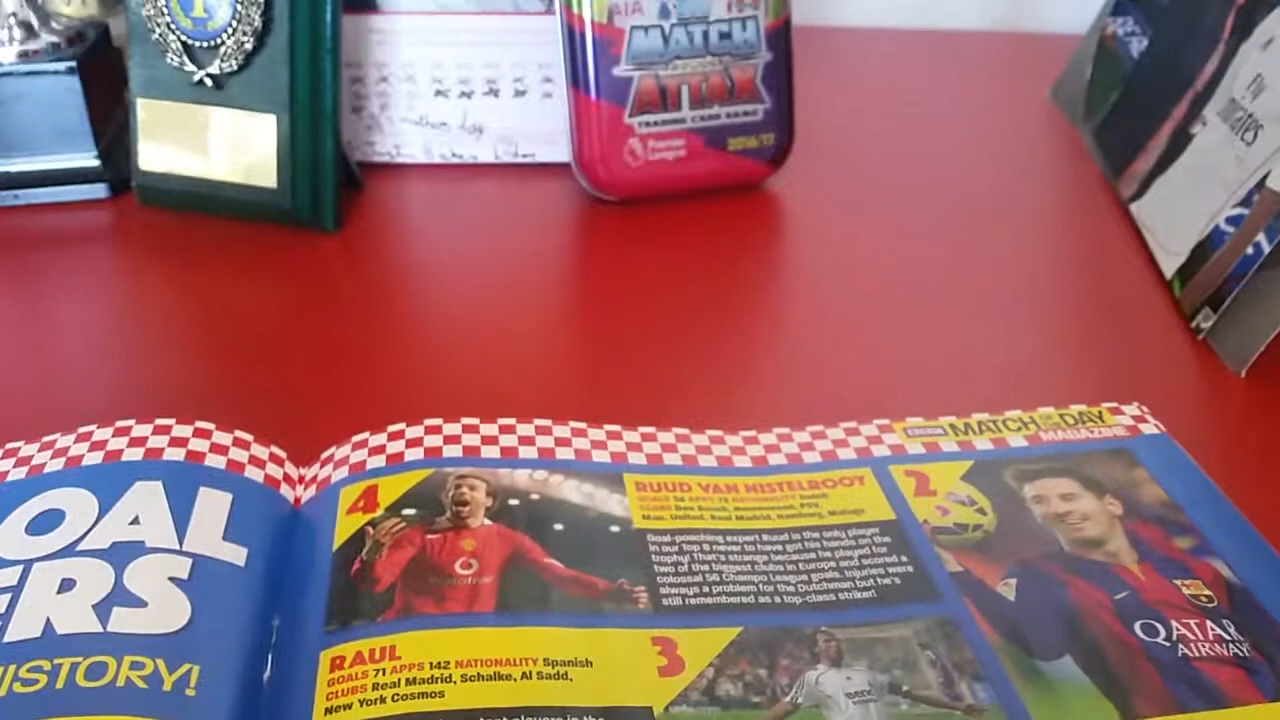 MATCH
ATTAX
TRADING CARD GAME
Premier
League
2016/17
Fly
Emirates
BBC MATCH OF THE DAY
MAGAZINE
OAL
ERS
ISTORY!
4
vodafone
RUUD VAN NISTELROOY
GOALS 56 APPS 73 NATIONALITY Dutch
CLUBS Den Bosch, Heerenveen, PSV,
Man. United, Real Madrid, Hamburg, Malaga
Goal-poaching expert Ruud is the only player
in our Top 8 never to have got his hands on the
trophy! That's strange because he played for
two of the biggest clubs in Europe and scored a
colossal 56 Champo League goals. Injuries were
always a problem for the Dutchman but he's
still remembered as a top-class striker!
2
QATAR
AIRWAYS
RAUL
GOALS 71 APPS 142 NATIONALITY Spanish
CLUBS Real Madrid, Schalke, Al Sadd,
New York Cosmos
3
players in the